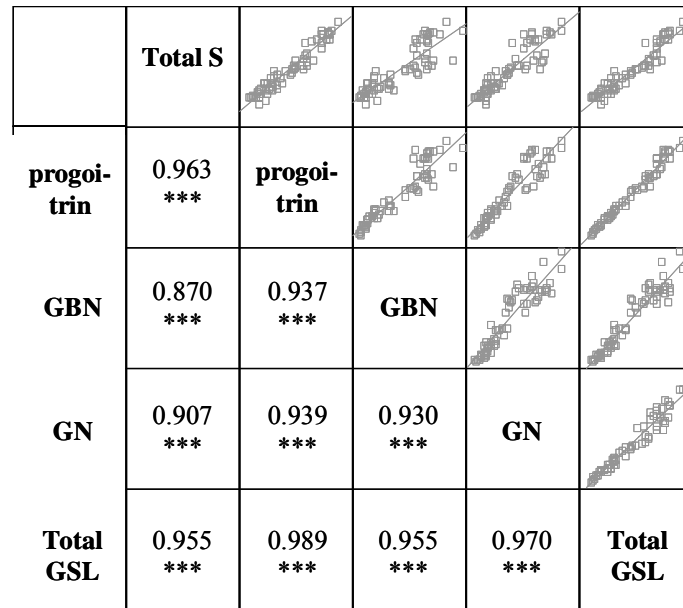 Total S
progoi-
trin
0.963
***
progoi-
trin
GBN
0.870
***
0.937
***
GBN
GN
0.907
***
0.939
***
0.930
***
GN
Total
GSL
0.955
***
0.989
***
0.955
***
0.970
***
Total
GSL